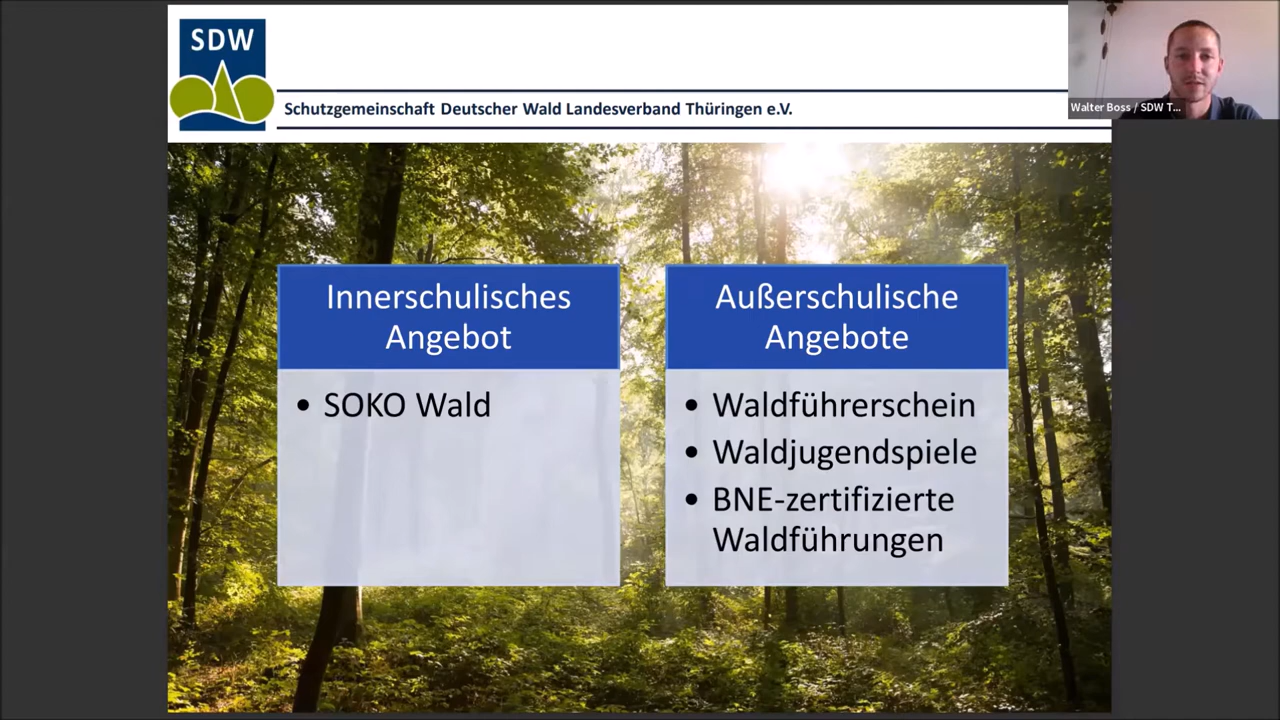 SDW
Schutzgemeinschaft Deutscher Wald Landesverband Thüringen e.V.
Walter Boss / SDW T...
Innerschulisches
Angebot
• SOKO Wald
Außerschulische
Angebote
• Waldführerschein
• Waldjugendspiele
• BNE-zertifizierte
Waldführungen